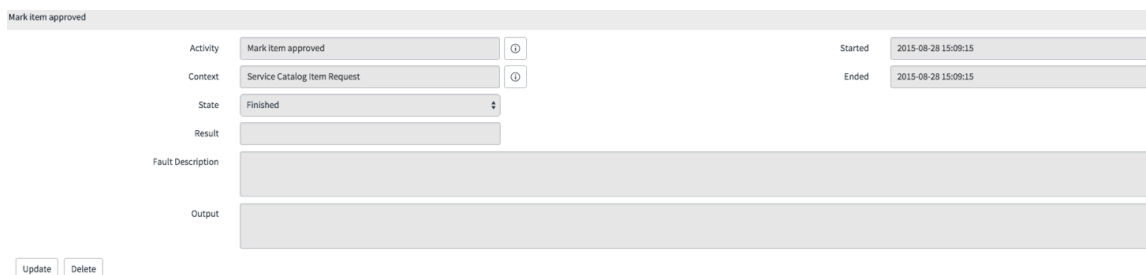 Mark item approved
Activity Mark item approved Started 2015-08-28 15:09:15
Context Service Catalog Item Request Ended 2015-08-28 15:09:15
State Finished
Result
Fault Description
Output
Update Delete